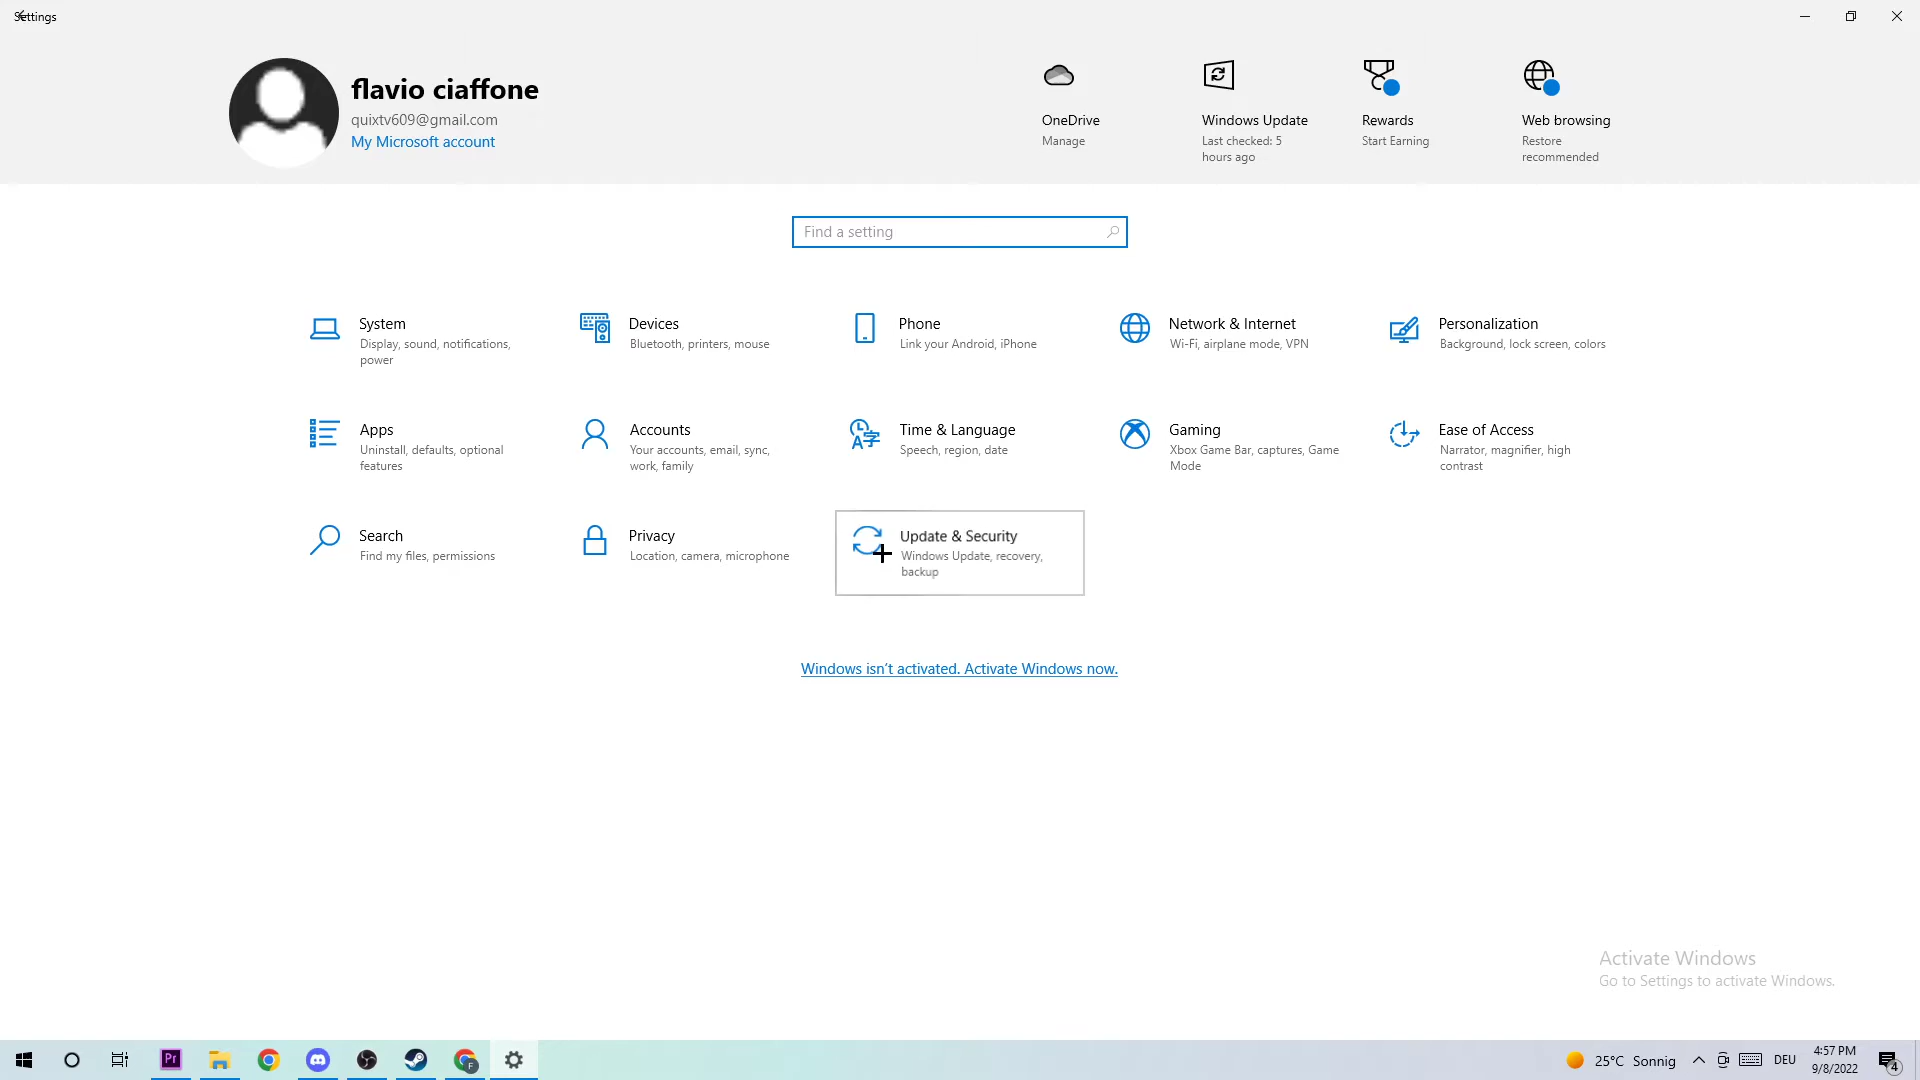 Settings
flavio ciaffone
quixtv609@gmail.com
My Microsoft account
OneDrive
Manage
Windows Update
Last checked: 5
hours ago
Rewards
Start Earning
Web browsing
Restore
recommended
Find a setting
System
Display, sound, notifications,
power
Devices
Bluetooth, printers, mouse
Phone
Link your Android, iPhone
Network & Internet
Wi-Fi, airplane mode, VPN
Personalization
Background, lock screen, colors
Apps
Uninstall, defaults, optional
features
Accounts
Your accounts, email, sync,
work, family
Time & Language
Speech, region, date
Gaming
Xbox Game Bar, captures, Game
Mode
Ease of Access
Narrator, magnifier, high
contrast
Search
Find my files, permissions
Privacy
Location, camera, microphone
Update & Security
Windows Update, recovery,
backup
Windows isn't activated. Activate Windows now.
Activate Windows
Go to Settings to activate Windows.
Pr
F
25°C Sonnig
DEU
4:57 PM
9/8/2022
4